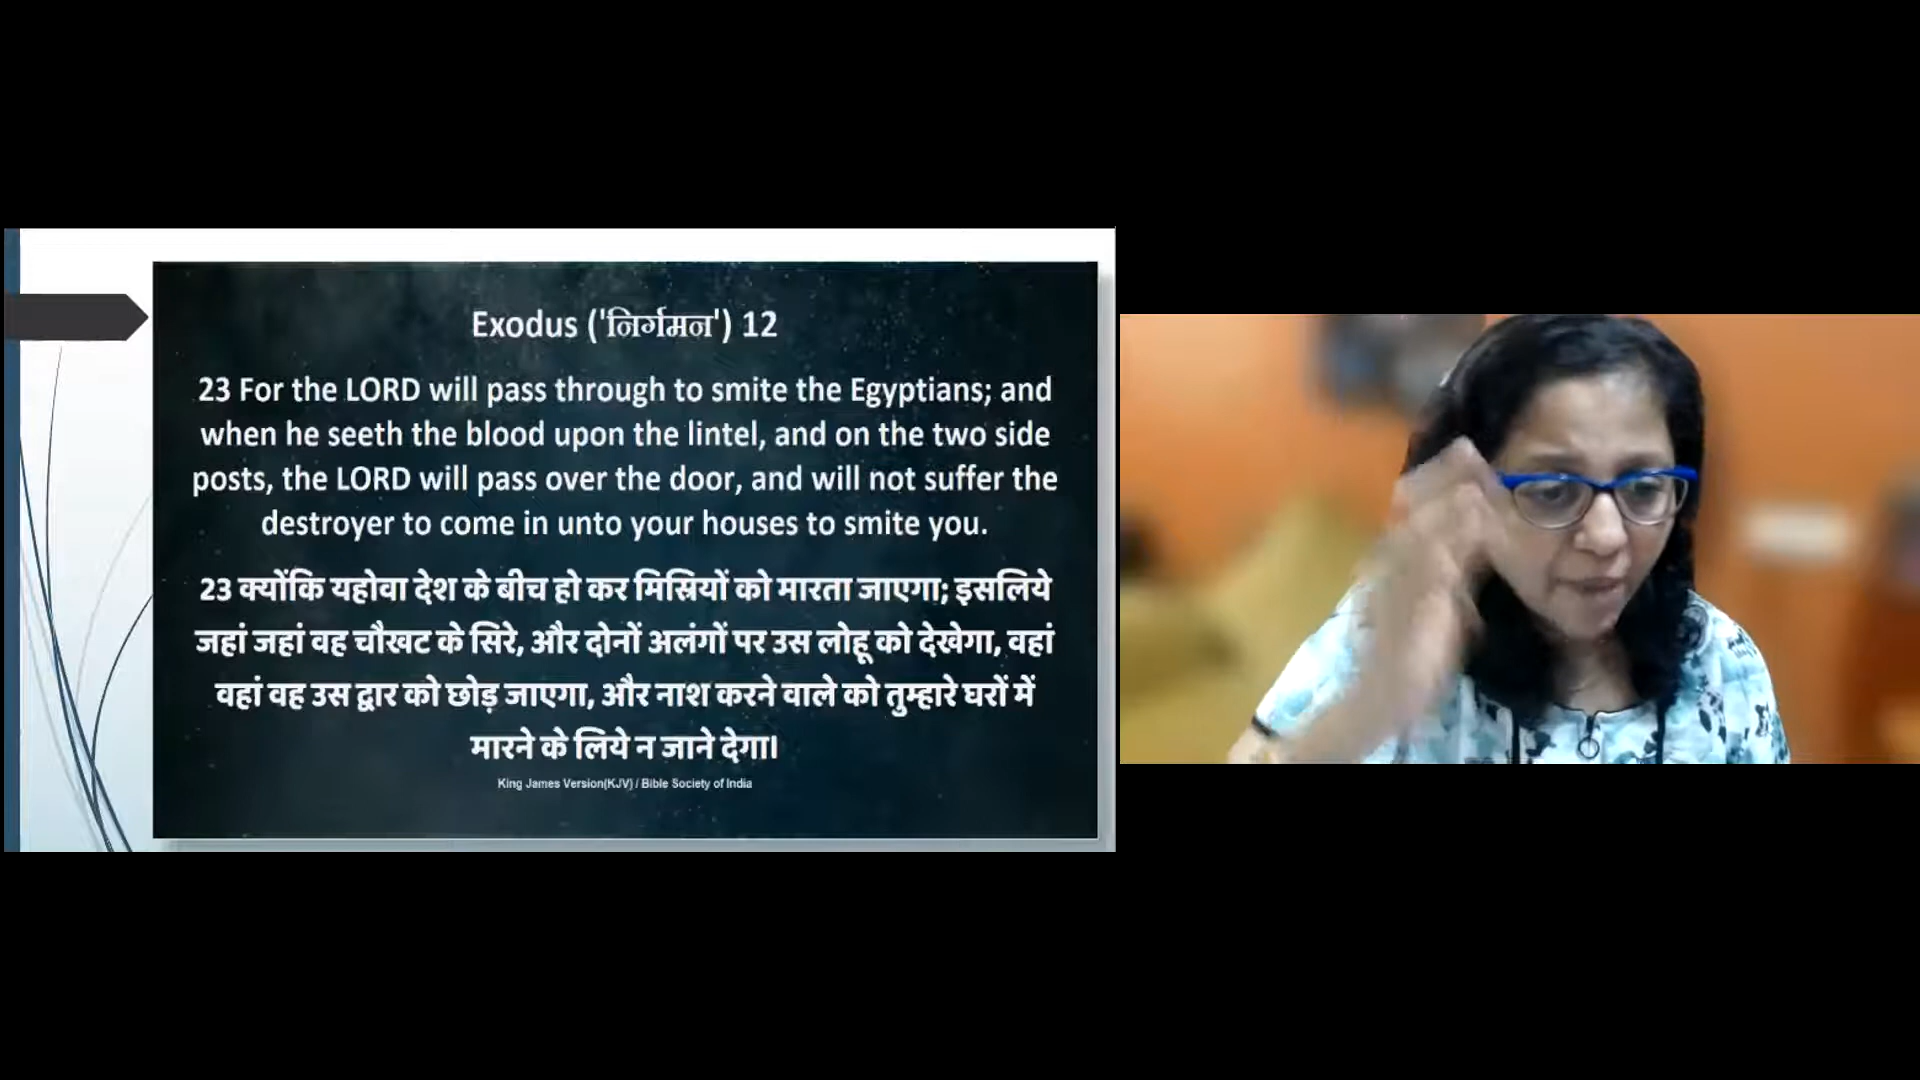 Exodus ('निर्गमन') 12
23 For the LORD will pass through to smite the Egyptians; and
when he seeth the blood upon the lintel, and on the two side
posts, the LORD will pass over the door, and will not suffer the
destroyer to come in unto your houses to smite you.
23 क्योंकि यहोवा देश के बीच हो कर मिस्रियों को मारता जाएगा; इसलिये
जहां जहां वह चौखट के सिरे, और दोनों अलंगों पर उस लोहू को देखेगा, वहां
वहां वह उस द्वार को छोड़ जाएगा, और नाश करने वाले को तुम्हारे घरों में
मारने के लिये न जाने देगा।
King James Version(KJV) / Bible Society of India